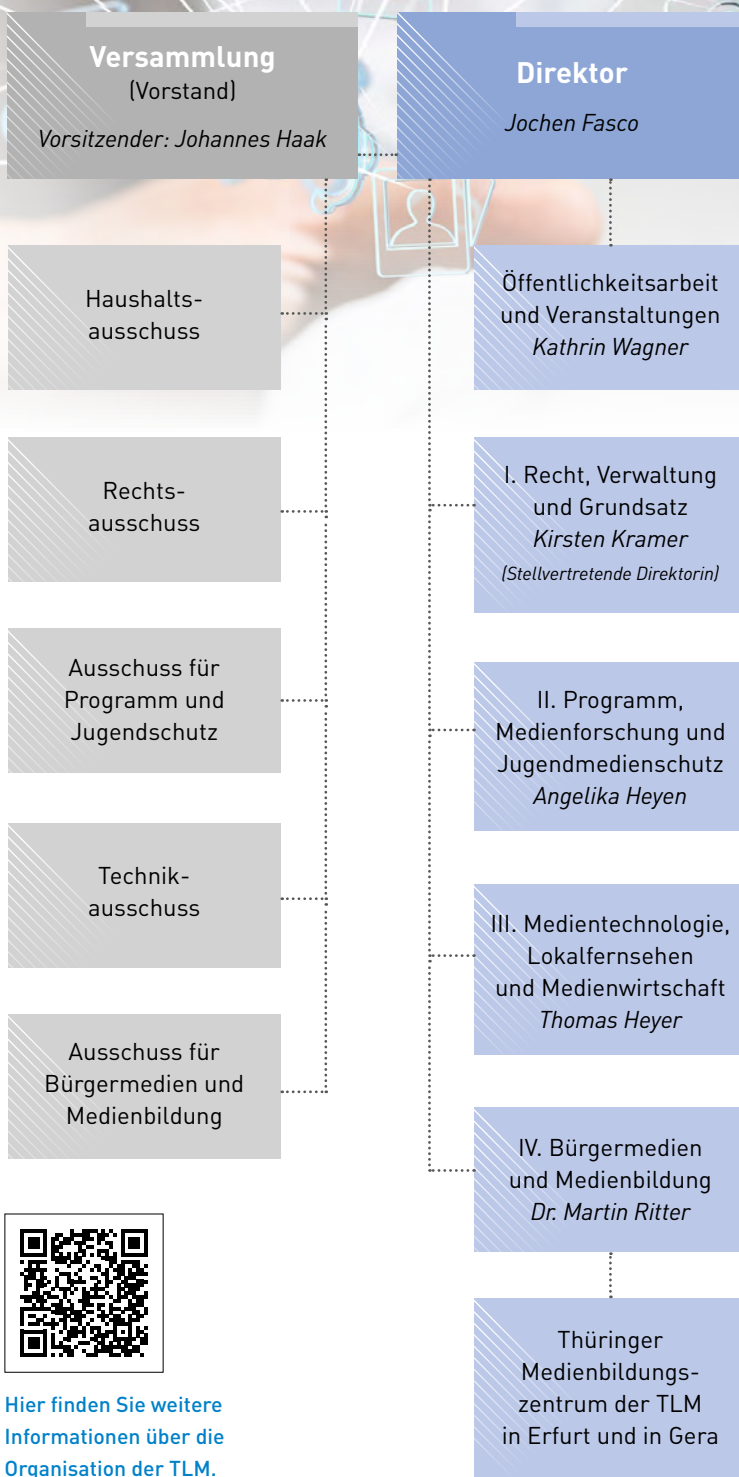 Versammlung
(Vorstand)
Vorsitzender: Johannes Haak
Direktor
Jochen Fasco
Haushalts-
ausschuss
Rechts-
ausschuss
Ausschuss für
Programm und
Jugendschutz
Technik-
ausschuss
Ausschuss für
Bürgermedien und
Medienbildung
Öffentlichkeitsarbeit
und Veranstaltungen
Kathrin Wagner
I. Recht, Verwaltung
und Grundsatz
Kirsten Kramer
(Stellvertretende Direktorin)
II. Programm,
Medienforschung und
Jugendmedienschutz
Angelika Heyen
III. Medientechnologie,
Lokalfernsehen
und Medienwirtschaft
Thomas Heyer
IV. Bürgermedien
und Medienbildung
Dr. Martin Ritter
Thüringer
Medienbildungs-
zentrum der TLM
in Erfurt und in Gera
Hier finden Sie weitere
Informationen über die
Organisation der TLM.